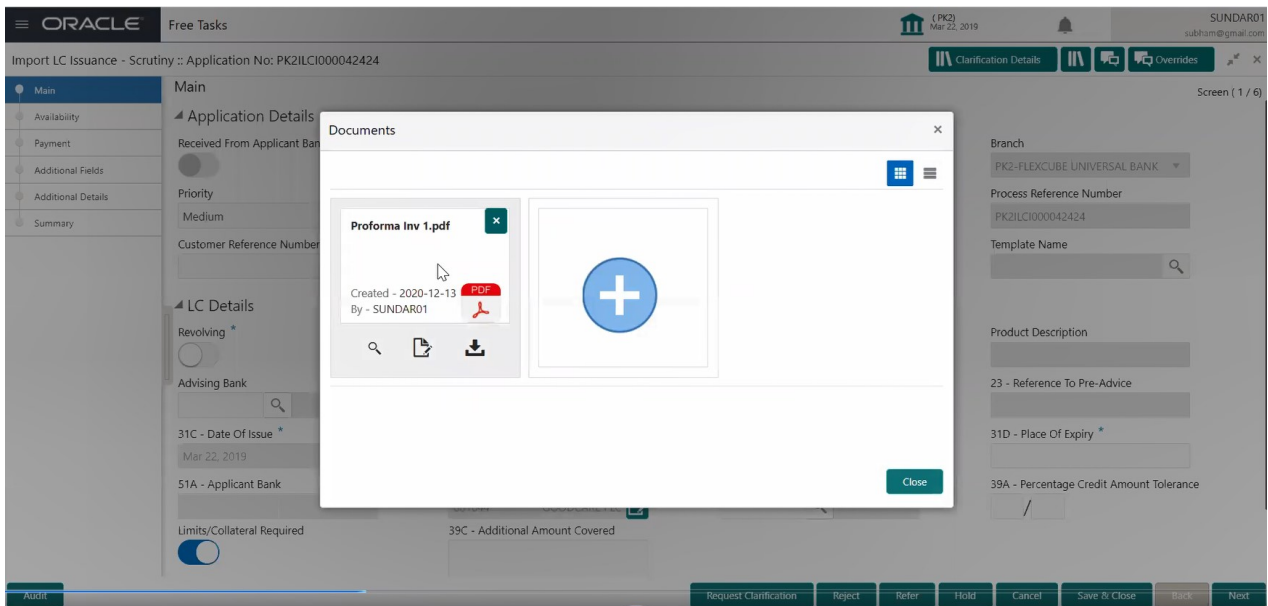 ORACLE
Free Tasks
(PK2)
Mar 22, 2019
SUNDAR01
subham@gmail.com
Import LC Issuance - Scrutiny :: Application No: PK2ILCI000042424
Clarification Details
Overrides
Main
Availability
Payment
Additional Fields
Additional Details
Summary
Main
Screen ( 1 / 6)
Application Details
Received From Applicant Ban
Branch
PK2-FLEXCUBE UNIVERSAL BANK
Priority
Medium
Process Reference Number
PK2ILCI000042424
Customer Reference Number
Template Name
LC Details
Revolving *
Product Description
Advising Bank
23 - Reference To Pre-Advice
31C - Date Of Issue *
Mar 22, 2019
31D - Place Of Expiry *
51A - Applicant Bank
39A - Percentage Credit Amount Tolerance
/
Limits/Collateral Required
39C - Additional Amount Covered
Documents
Proforma Inv 1.pdf
Created - 2020-12-13
By - SUNDAR01
PDF
Close
Audit
Request Clarification
Reject
Refer
Hold
Cancel
Save & Close
Back
Next